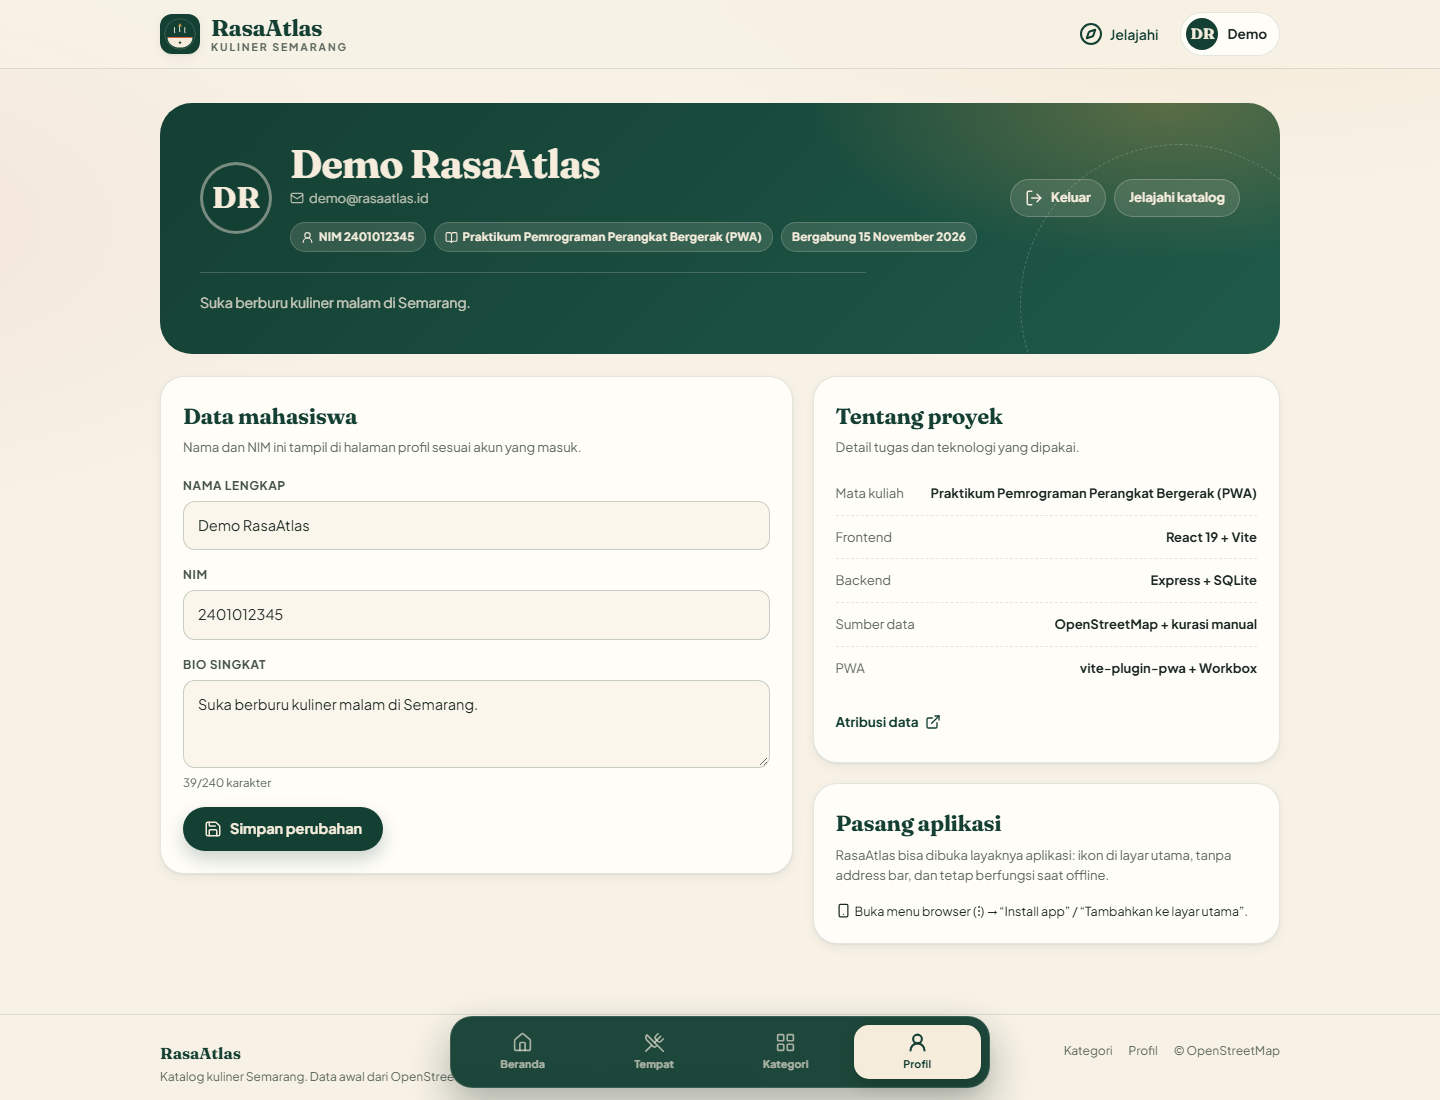 RasaAtlas
KULINER SEMARANG
Jelajahi
DR
Demo
DR
Demo RasaAtlas
demo@rasaatlas.id
NIM 2401012345
Praktikum Pemrograman Perangkat Bergerak (PWA)
Bergabung 15 November 2026
Keluar
Jelajahi katalog
Suka berburu kuliner malam di Semarang.
Data mahasiswa
Nama dan NIM ini tampil di halaman profil sesuai akun yang masuk.
NAMA LENGKAP
Demo RasaAtlas
NIM
2401012345
BIO SINGKAT
Suka berburu kuliner malam di Semarang.
39/240 karakter
Simpan perubahan
Tentang proyek
Detail tugas dan teknologi yang dipakai.
Mata kuliah Praktikum Pemrograman Perangkat Bergerak (PWA)
Frontend React 19 + Vite
Backend Express + SQLite
Sumber data OpenStreetMap + kurasi manual
PWA vite-plugin-pwa + Workbox
Atribusi data
Pasang aplikasi
RasaAtlas bisa dibuka layaknya aplikasi: ikon di layar utama, tanpa
address bar, dan tetap berfungsi saat offline.
Buka menu browser (⋮) → “Install app” / “Tambahkan ke layar utama”.
RasaAtlas
Katalog kuliner Semarang. Data awal dari OpenStree
Beranda
Tempat
Kategori
Profil
Kategori Profil © OpenStreetMap